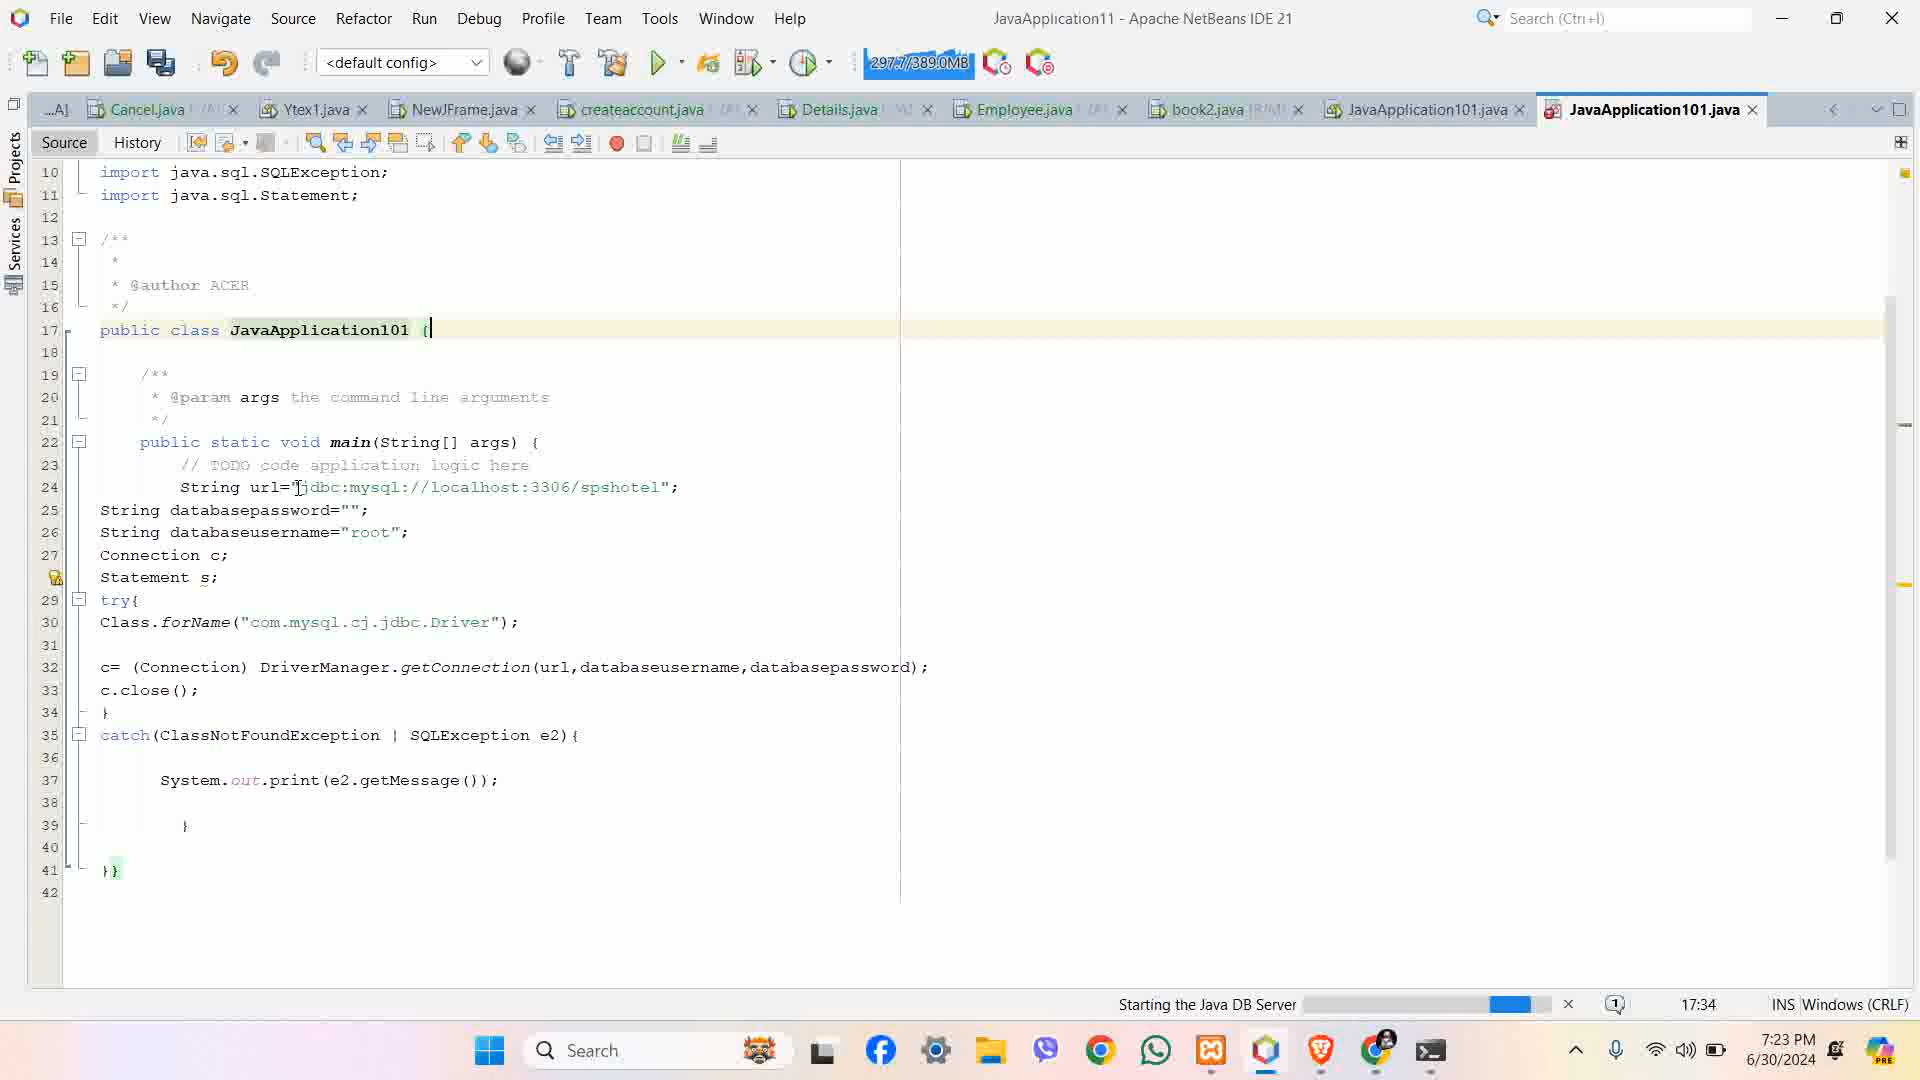 File Edit View Navigate Source Refactor Run Debug Profile Team Tools Window Help JavaApplication11 - Apache NetBeans IDE 21 Search (Ctrl+I)
<default config> 297.7/389.0MB
...A] Cancel.java Ytex1.java NewJFrame.java createaccount.java Details.java Employee.java book2.java JavaApplication101.java JavaApplication101.java
Source History
Projects
Services
10 import java.sql.SQLException;
11 import java.sql.Statement;
12
13 /**
14 *
15 * @author ACER
16 */
17 public class JavaApplication101 {
18
19 /**
20 * @param args the command line arguments
21 */
22 public static void main(String[] args) {
23 // TODO code application logic here
24 String url="jdbc:mysql://localhost:3306/spshotel";
25 String databasepassword="";
26 String databaseusername="root";
27 Connection c;
Statement s;
29 try{
30 Class.forName("com.mysql.cj.jdbc.Driver");
31
32 c= (Connection) DriverManager.getConnection(url,databaseusername,databasepassword);
33 c.close();
34 }
35 catch(ClassNotFoundException | SQLException e2){
36
37 System.out.print(e2.getMessage());
38
39 }
40
41 }}
42
Starting the Java DB Server 1 17:34 INS Windows (CRLF)
Search
7:23 PM
6/30/2024
PRE